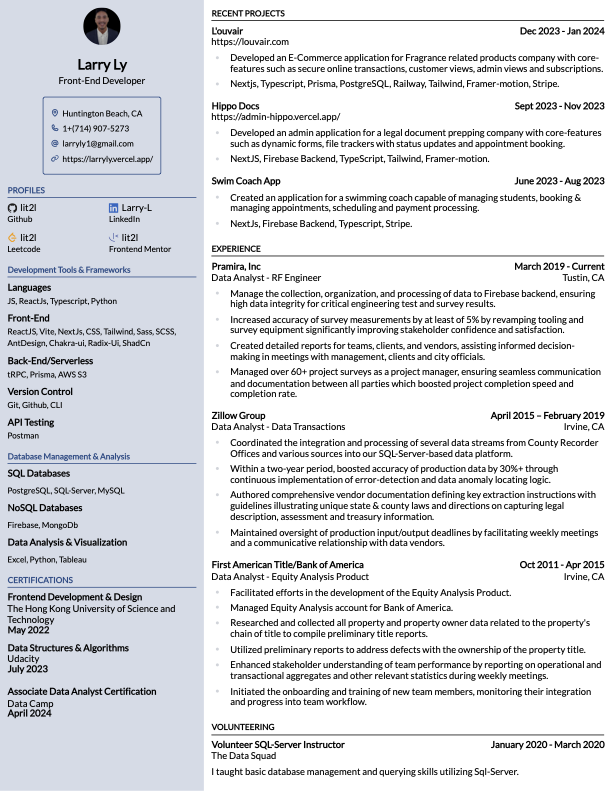 Larry Ly
Front-End Developer
Huntington Beach, CA
1+(714) 907-5273
larryly1@gmail.com
https://larryly.vercel.app/
PROFILES
lit2l
Github
Larry-L
LinkedIn
lit2l
Leetcode
lit2l
Frontend Mentor
Development Tools & Frameworks
Languages
JS, ReactJs, Typescript, Python
Front-End
ReactJS, Vite, NextJs, CSS, Tailwind, Sass, SCSS,
AntDesign, Chakra-ui, Radix-Ui, ShadCn
Back-End/Serverless
tRPC, Prisma, AWS S3
Version Control
Git, Github, CLI
API Testing
Postman
Database Management & Analysis
SQL Databases
PostgreSQL, SQL-Server, MySQL
NoSQL Databases
Firebase, MongoDb
Data Analysis & Visualization
Excel, Python, Tableau
CERTIFICATIONS
Frontend Development & Design
The Hong Kong University of Science and
Technology
May 2022
Data Structures & Algorithms
Udacity
July 2023
Associate Data Analyst Certification
Data Camp
April 2024
RECENT PROJECTS
L'ouvair Dec 2023 - Jan 2024
https://louvair.com
Developed an E-Commerce application for Fragrance related products company with core-
features such as secure online transactions, customer views, admin views and subscriptions.
Nextjs, Typescript, Prisma, PostgreSQL, Railway, Tailwind, Framer-motion, Stripe.
Hippo Docs Sept 2023 - Nov 2023
https://admin-hippo.vercel.app/
Developed an admin application for a legal document prepping company with core-features
such as dynamic forms, file trackers with status updates and appointment booking.
NextJS, Firebase Backend, TypeScript, Tailwind, Framer-motion.
Swim Coach App June 2023 - Aug 2023
Created an application for a swimming coach capable of managing students, booking &
managing appointments, scheduling and payment processing.
NextJs, Firebase Backend, Typescript, Stripe.
EXPERIENCE
Pramira, Inc March 2019 - Current
Data Analyst - RF Engineer Tustin, CA
Manage the collection, organization, and processing of data to Firebase backend, ensuring
high data integrity for critical engineering test and survey results.
Increased accuracy of survey measurements by at least of 5% by revamping tooling and
survey equipment significantly improving stakeholder confidence and satisfaction.
Created detailed reports for teams, clients, and vendors, assisting informed decision-
making in meetings with management, clients and city officials.
Managed over 60+ project surveys as a project manager, ensuring seamless communication
and documentation between all parties which boosted project completion speed and
completion rate.
Zillow Group April 2015 – February 2019
Data Analyst - Data Transactions Irvine, CA
Coordinated the integration and processing of several data streams from County Recorder
Offices and various sources into our SQL-Server-based data platform.
Within a two-year period, boosted accuracy of production data by 30%+ through
continuous implementation of error-detection and data anomaly locating logic.
Authored comprehensive vendor documentation defining key extraction instructions with
guidelines illustrating unique state & county laws and directions on capturing legal
description, assessment and treasury information.
Maintained oversight of production input/output deadlines by facilitating weekly meetings
and a communicative relationship with data vendors.
First American Title/Bank of America Oct 2011 - Apr 2015
Data Analyst - Equity Analysis Product Irvine, CA
Facilitated efforts in the development of the Equity Analysis Product.
Managed Equity Analysis account for Bank of America.
Researched and collected all property and property owner data related to the property's
chain of title to compile preliminary title reports.
Utilized preliminary reports to address defects with the ownership of the property title.
Enhanced stakeholder understanding of team performance by reporting on operational and
transactional aggregates and other relevant statistics during weekly meetings.
Initiated the onboarding and training of new team members, monitoring their integration
and progress into team workflow.
VOLUNTEERING
Volunteer SQL-Server Instructor January 2020 - March 2020
The Data Squad
I taught basic database management and querying skills utilizing Sql-Server.